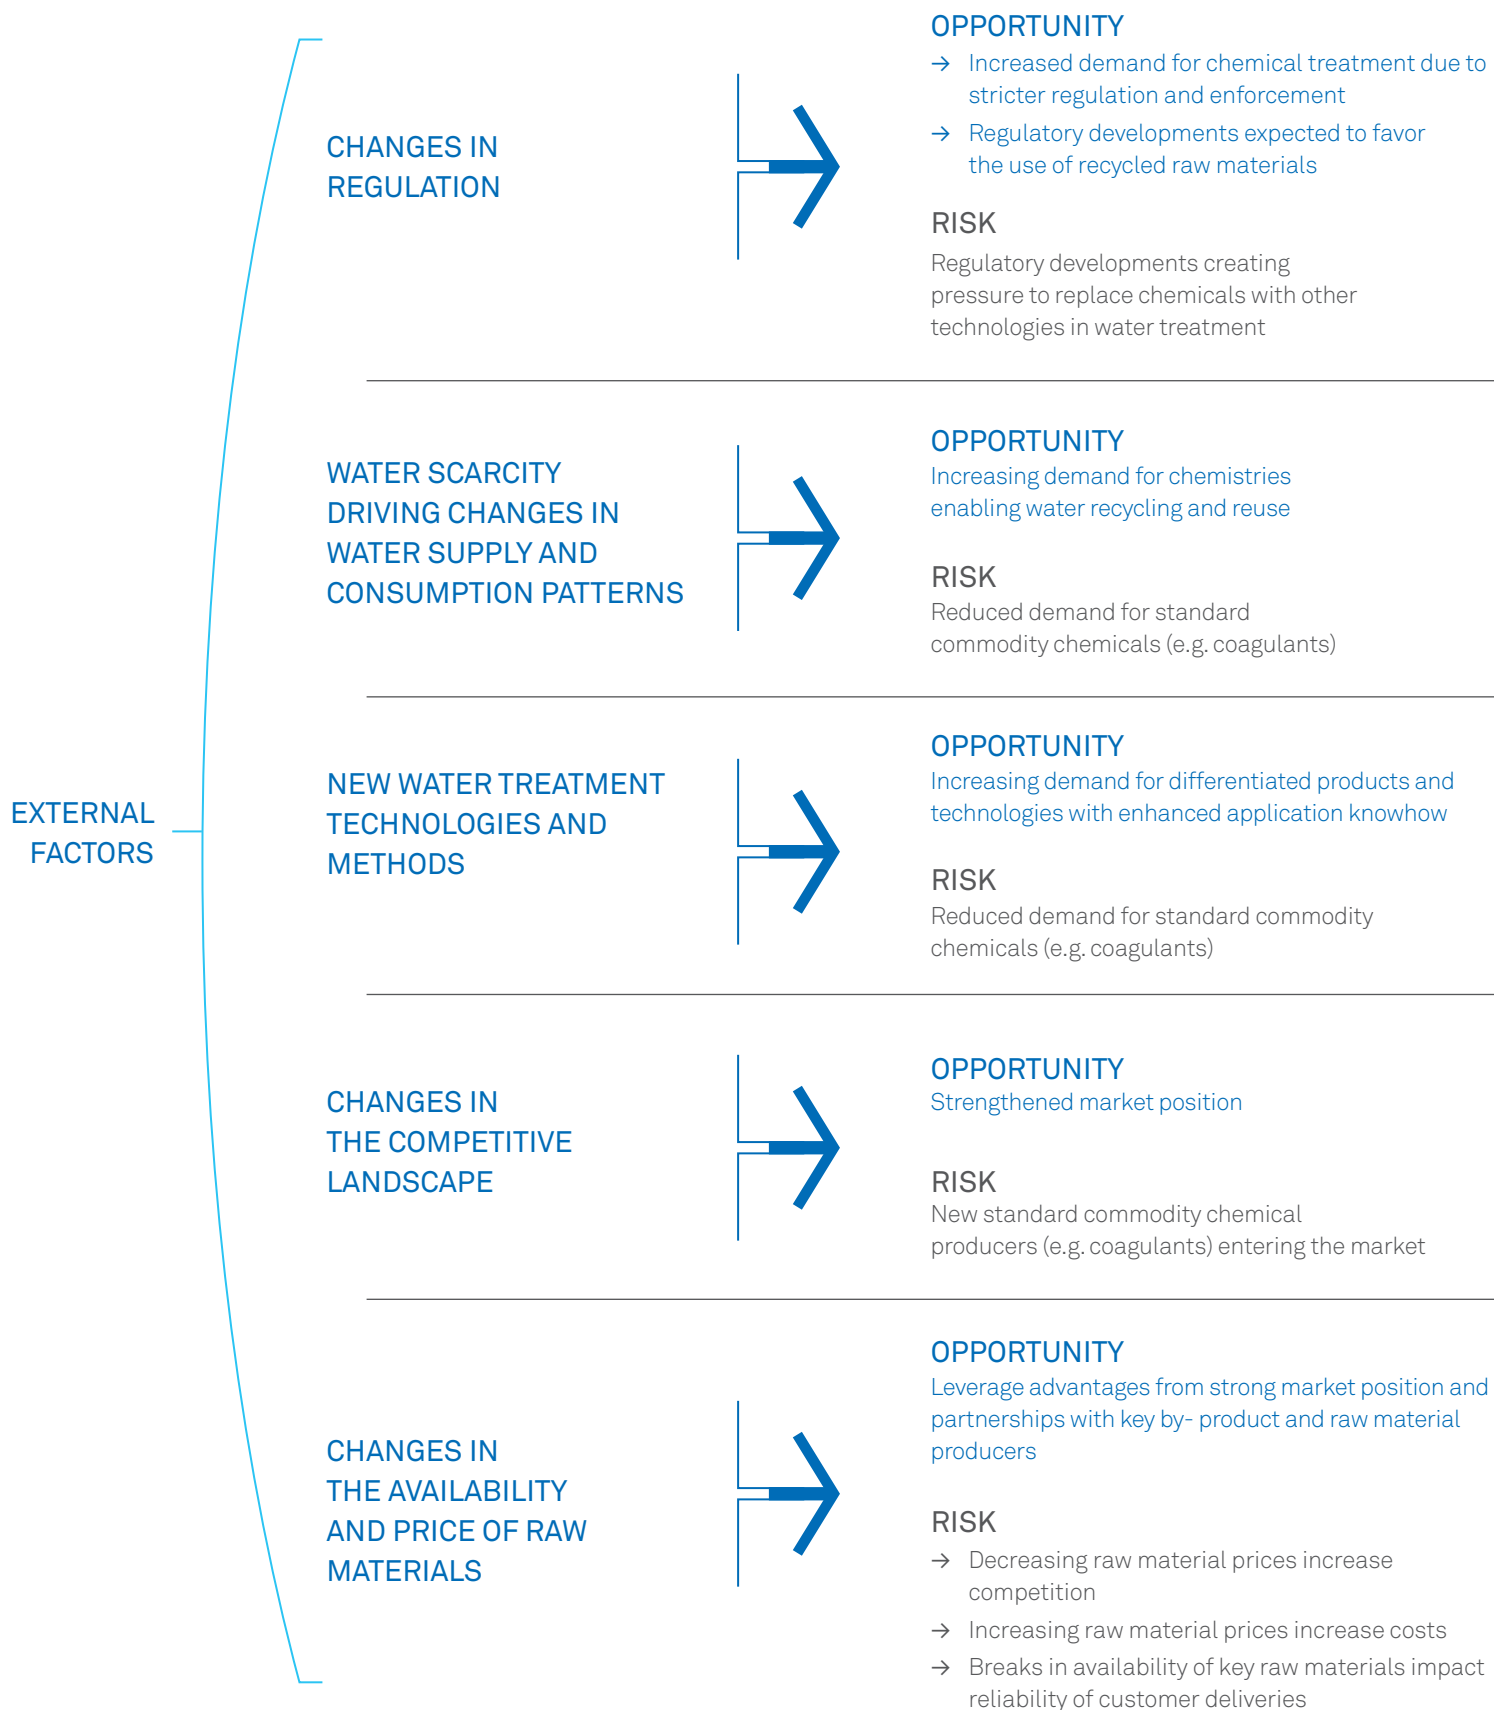 EXTERNAL
FACTORS
CHANGES IN
REGULATION
OPPORTUNITY
→ Increased demand for chemical treatment due to
stricter regulation and enforcement
→ Regulatory developments expected to favor
the use of recycled raw materials
RISK
Regulatory developments creating
pressure to replace chemicals with other
technologies in water treatment
WATER SCARCITY
DRIVING CHANGES IN
WATER SUPPLY AND
CONSUMPTION PATTERNS
OPPORTUNITY
Increasing demand for chemistries
enabling water recycling and reuse
RISK
Reduced demand for standard
commodity chemicals (e.g. coagulants)
NEW WATER TREATMENT
TECHNOLOGIES AND
METHODS
OPPORTUNITY
Increasing demand for differentiated products and
technologies with enhanced application knowhow
RISK
Reduced demand for standard commodity
chemicals (e.g. coagulants)
CHANGES IN
THE COMPETITIVE
LANDSCAPE
OPPORTUNITY
Strengthened market position
RISK
New standard commodity chemical
producers (e.g. coagulants) entering the market
CHANGES IN
THE AVAILABILITY
AND PRICE OF RAW
MATERIALS
OPPORTUNITY
Leverage advantages from strong market position and
partnerships with key by- product and raw material
producers
RISK
→ Decreasing raw material prices increase
competition
→ Increasing raw material prices increase costs
→ Breaks in availability of key raw materials impact
reliability of customer deliveries